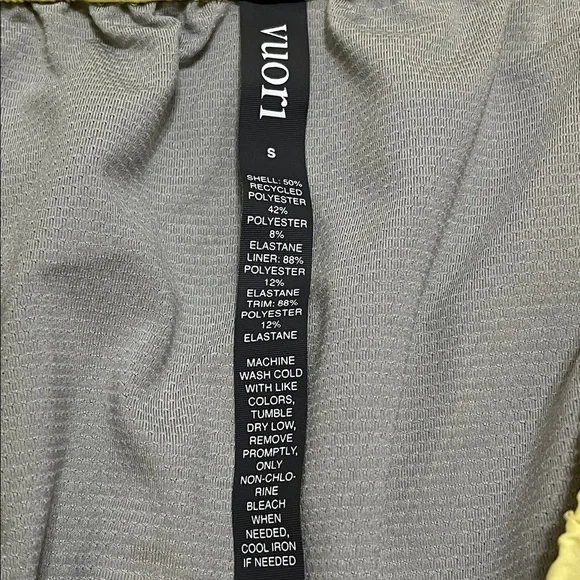 vuori
S
SHELL: 50%
RECYCLED
POLYESTER
42%
POLYESTER
8%
ELASTANE
LINER: 88%
POLYESTER
12%
ELASTANE
TRIM: 88%
POLYESTER
12%
ELASTANE
MACHINE
WASH COLD
WITH LIKE
COLORS,
TUMBLE
DRY LOW,
REMOVE
PROMPTLY,
ONLY
NON-CHLO-
RINE
BLEACH
WHEN
NEEDED,
COOL IRON
IF NEEDED